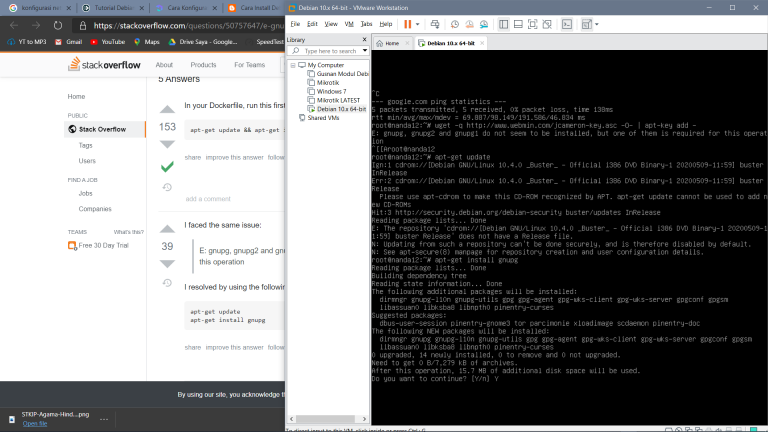 konfigurasi
Tutorial Debian
Cara Konfigur
Cara Install De
https://stackoverflow.com/questions/50757647/e-gnu
YT to MP3
Gmail
YouTube
Maps
Drive Saya - Google...
SpeedTest
stack overflow
About
Products
For Teams
Home
PUBLIC
Stack Overflow
Tags
Users
FIND A JOB
Jobs
Companies
TEAMS
What's this?
Free 30 Day Trial
5 Answers
153
In your Dockerfile, run this first
apt-get update && apt-get
share improve this answer follow
add a comment
39
I faced the same issue:
E: gnupg, gnupg2 and gnu
this operation
I resolved by using the following
apt-get update
apt-get install gnupg
share improve this answer follow
By using our site, you acknowledge th
STKIP-Agama-Hind....png
Open file
Debian 10.x 64-bit - VMware Workstation
File Edit View VM Tabs Help
Library
Type here to search
My Computer
Guinan Modul Debi
Mikrotik
Windows 7
Mikrotik LATEST
Debian 10.x 64-bit
Shared VMs
Home
Debian 10.x 64-bit
^C
--- google.com ping statistics ---
5 packets transmitted, 5 received, 0% packet loss, time 138ms
rtt min/avg/max/mdev = 69.887/98.149/191.586/46.834 ms
root@nanda12:~# wget -q http://www.webmin.com/jcameron-key.asc -O- | apt-key add -
E: gnupg, gnupg2 and gnupg1 do not seem to be installed, but one of them is required for this operat
ion
^[[Aroot@nanda12
root@nanda12:~# apt-get update
Ign:1 cdrom://[Debian GNU/Linux 10.4.0 _Buster_ - Official i386 DVD Binary-1 20200509-11:59] buster
InRelease
Err:2 cdrom://[Debian GNU/Linux 10.4.0 _Buster_ - Official i386 DVD Binary-1 20200509-11:59] buster
Release
Please use apt-cdrom to make this CD-ROM recognized by APT. apt-get update cannot be used to add n
ew CD-ROMs
Hit:3 http://security.debian.org/debian-security buster/updates InRelease
Reading package lists... Done
E: The repository 'cdrom://[Debian GNU/Linux 10.4.0 _Buster_ - Official i386 DVD Binary-1 20200509-1
1:59] buster Release' does not have a Release file.
N: Updating from such a repository can't be done securely, and is therefore disabled by default.
N: See apt-secure(8) manpage for repository creation and user configuration details.
root@nanda12:~# apt-get install gnupg
Reading package lists... Done
Building dependency tree
Reading state information... Done
The following additional packages will be installed:
dirmngr gnupg-l10n gnupg-utils gpg gpg-agent gpg-wks-client gpg-wks-server gpgconf gpgsm
libassuan0 libksba8 libnpth0 pinentry-curses
Suggested packages:
dbus-user-session pinentry-gnome3 tor parcimonie xloadimage scdaemon pinentry-doc
The following NEW packages will be installed:
dirmngr gnupg gnupg-l10n gnupg-utils gpg gpg-agent gpg-wks-client gpg-wks-server gpgconf gpgsm
libassuan0 libksba8 libnpth0 pinentry-curses
0 upgraded, 14 newly installed, 0 to remove and 0 not upgraded.
Need to get 0 B/7,279 kB of archives.
After this operation, 15.7 MB of additional disk space will be used.
Do you want to continue? [Y/n] Y